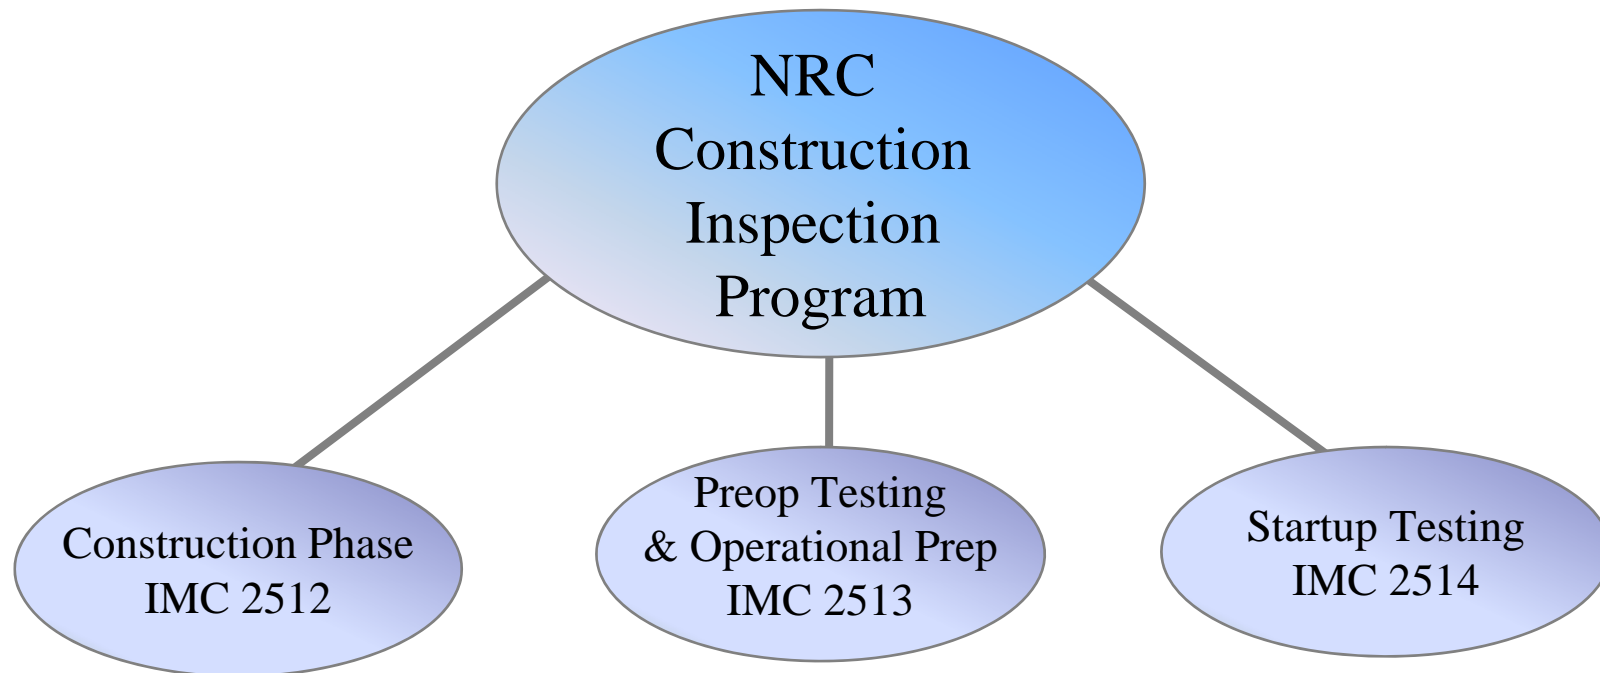 NRC
Construction
Inspection
Program
Construction Phase
IMC 2512
Preop Testing
& Operational Prep
IMC 2513
Startup Testing
IMC 2514